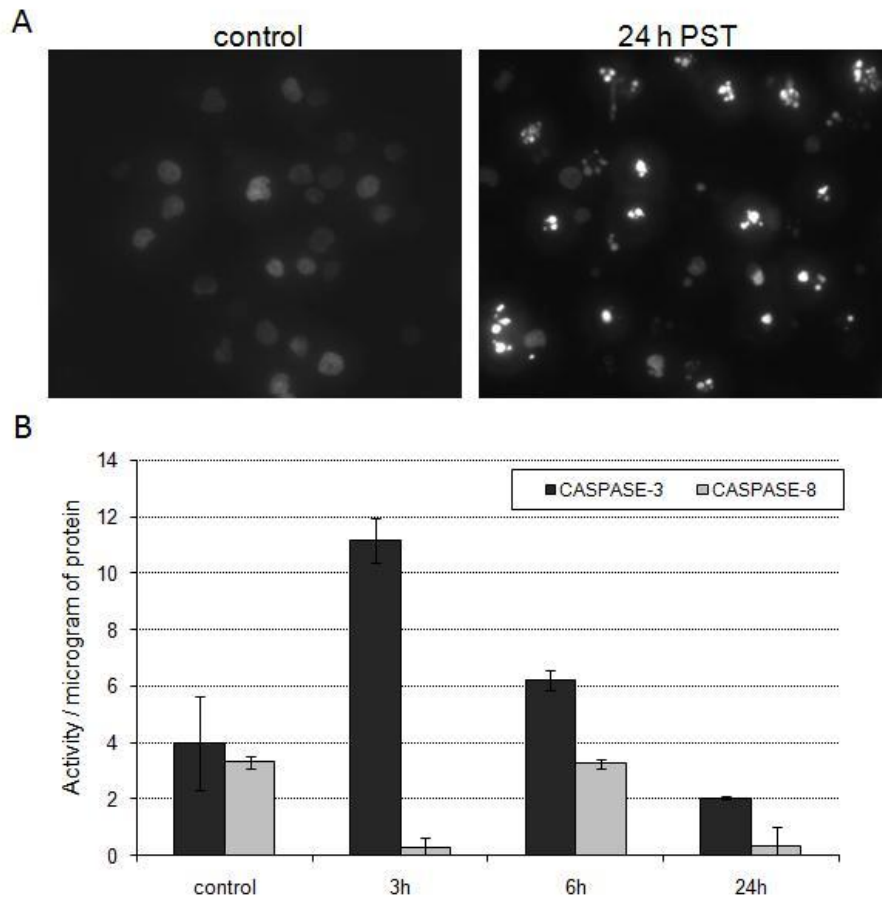 A
control
24 h PST
B
14
12
10
8
6
4
2
0
Activity / microgram of protein
CASPASE-3 CASPASE-8
control 3h 6h 24h